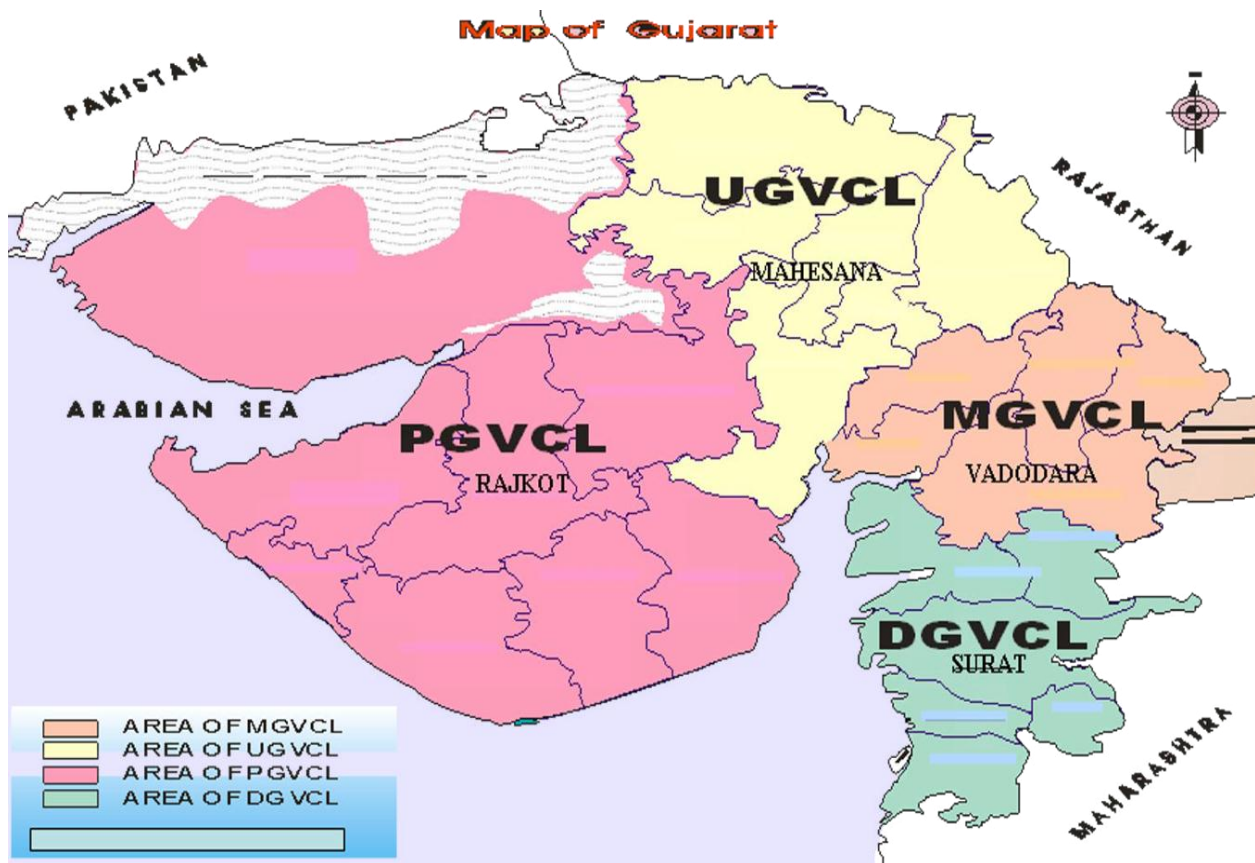 Map of Gujarat
PAKISTAN
RAJASTHAN
UGVCL
MAHESANA
ARABIAN SEA
PGVCL
RAJKOT
MGVCL
VADODARA
DGVCL
SURAT
MAHARASHTRA
AREA OF MGVCL
AREA OF UGVCL
AREA OF PGVCL
AREA OF DGVCL